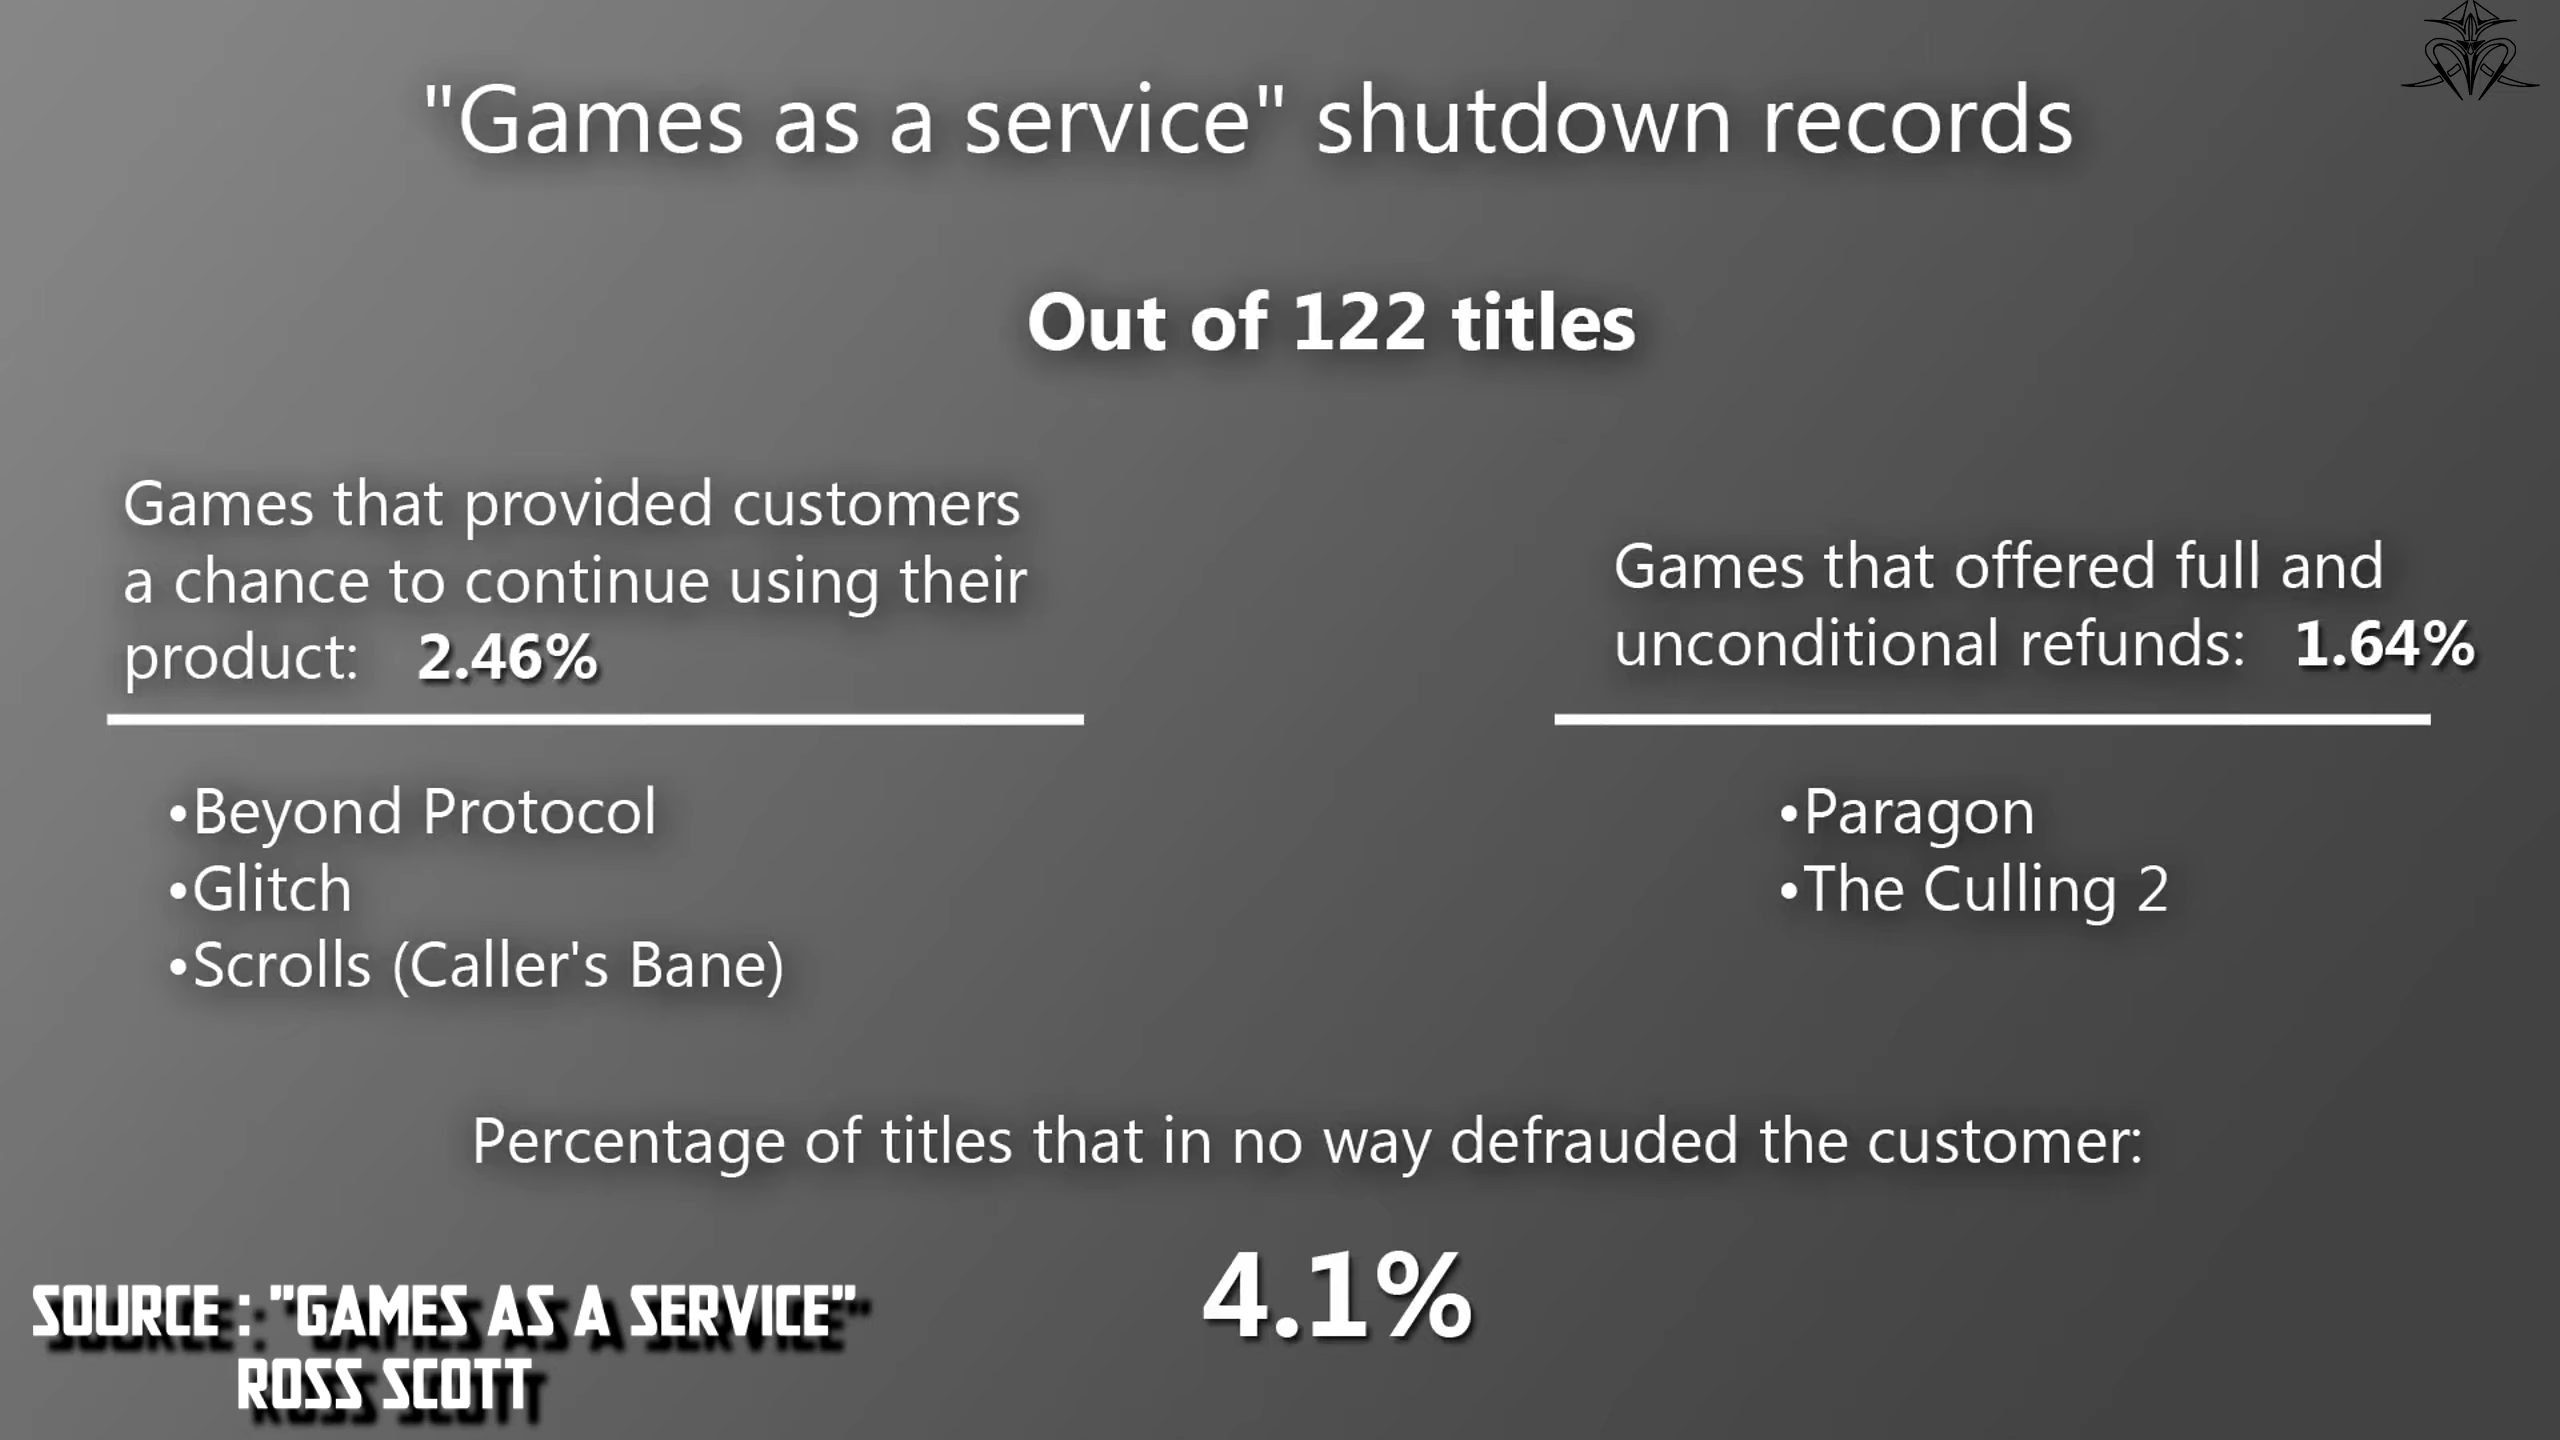 "Games as a service" shutdown records
Out of 122 titles
Games that provided customers
a chance to continue using their
product: 2.46%
•Beyond Protocol
•Glitch
•Scrolls (Caller's Bane)
Games that offered full and
unconditional refunds: 1.64%
•Paragon
•The Culling 2
Percentage of titles that in no way defrauded the customer:
4.1%
SOURCE : "GAMES AS A SERVICE"
ROSS SCOTT